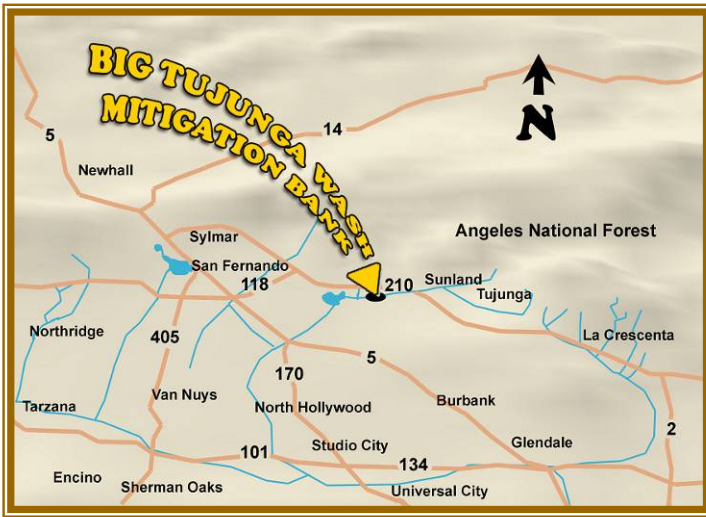 BIG TUJUNGA WASH
MITIGATION BANK
N
14
5
Newhall
Sylmar
Angeles National Forest
San Fernando
118
210
Sunland
Tujunga
Northridge
405
La Crescenta
5
170
Van Nuys
Burbank
Tarzana
North Hollywood
2
Studio City
Glendale
101
134
Encino
Sherman Oaks
Universal City